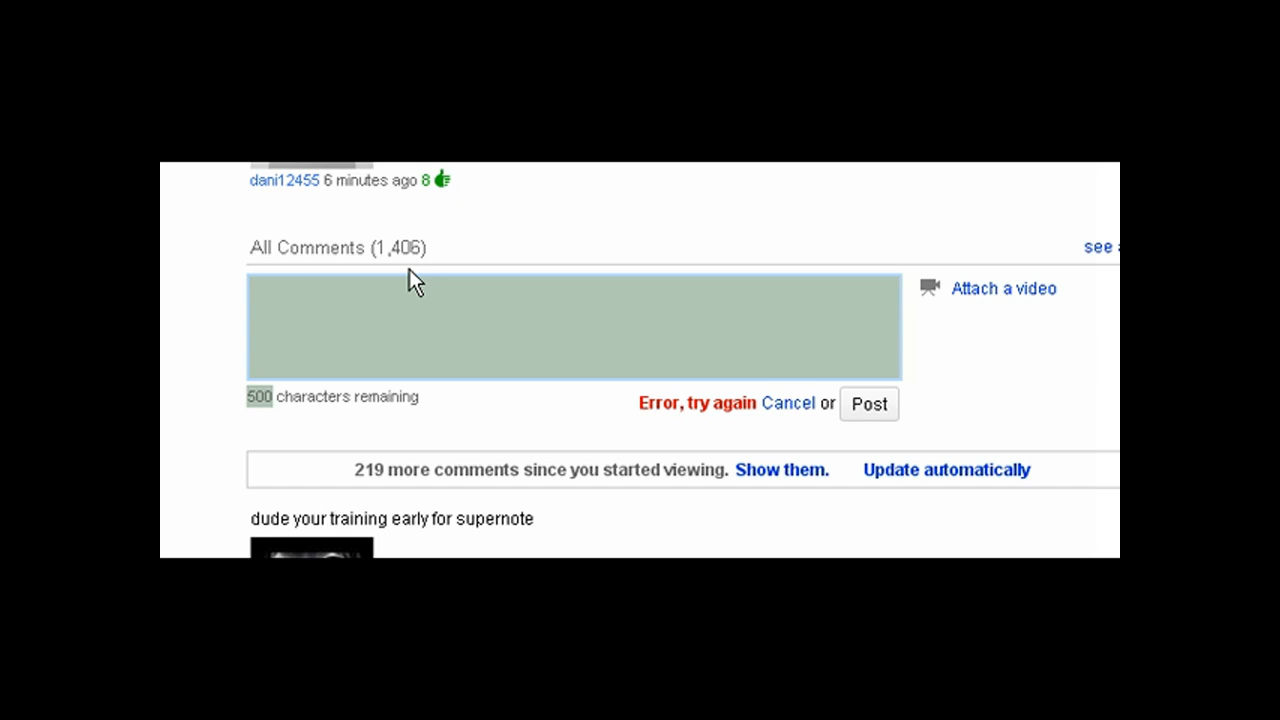 dani12455 6 minutes ago 8
All Comments (1,406)
see
Attach a video
500 characters remaining
Error, try again Cancel or Post
219 more comments since you started viewing. Show them. Update automatically
dude your training early for supernote